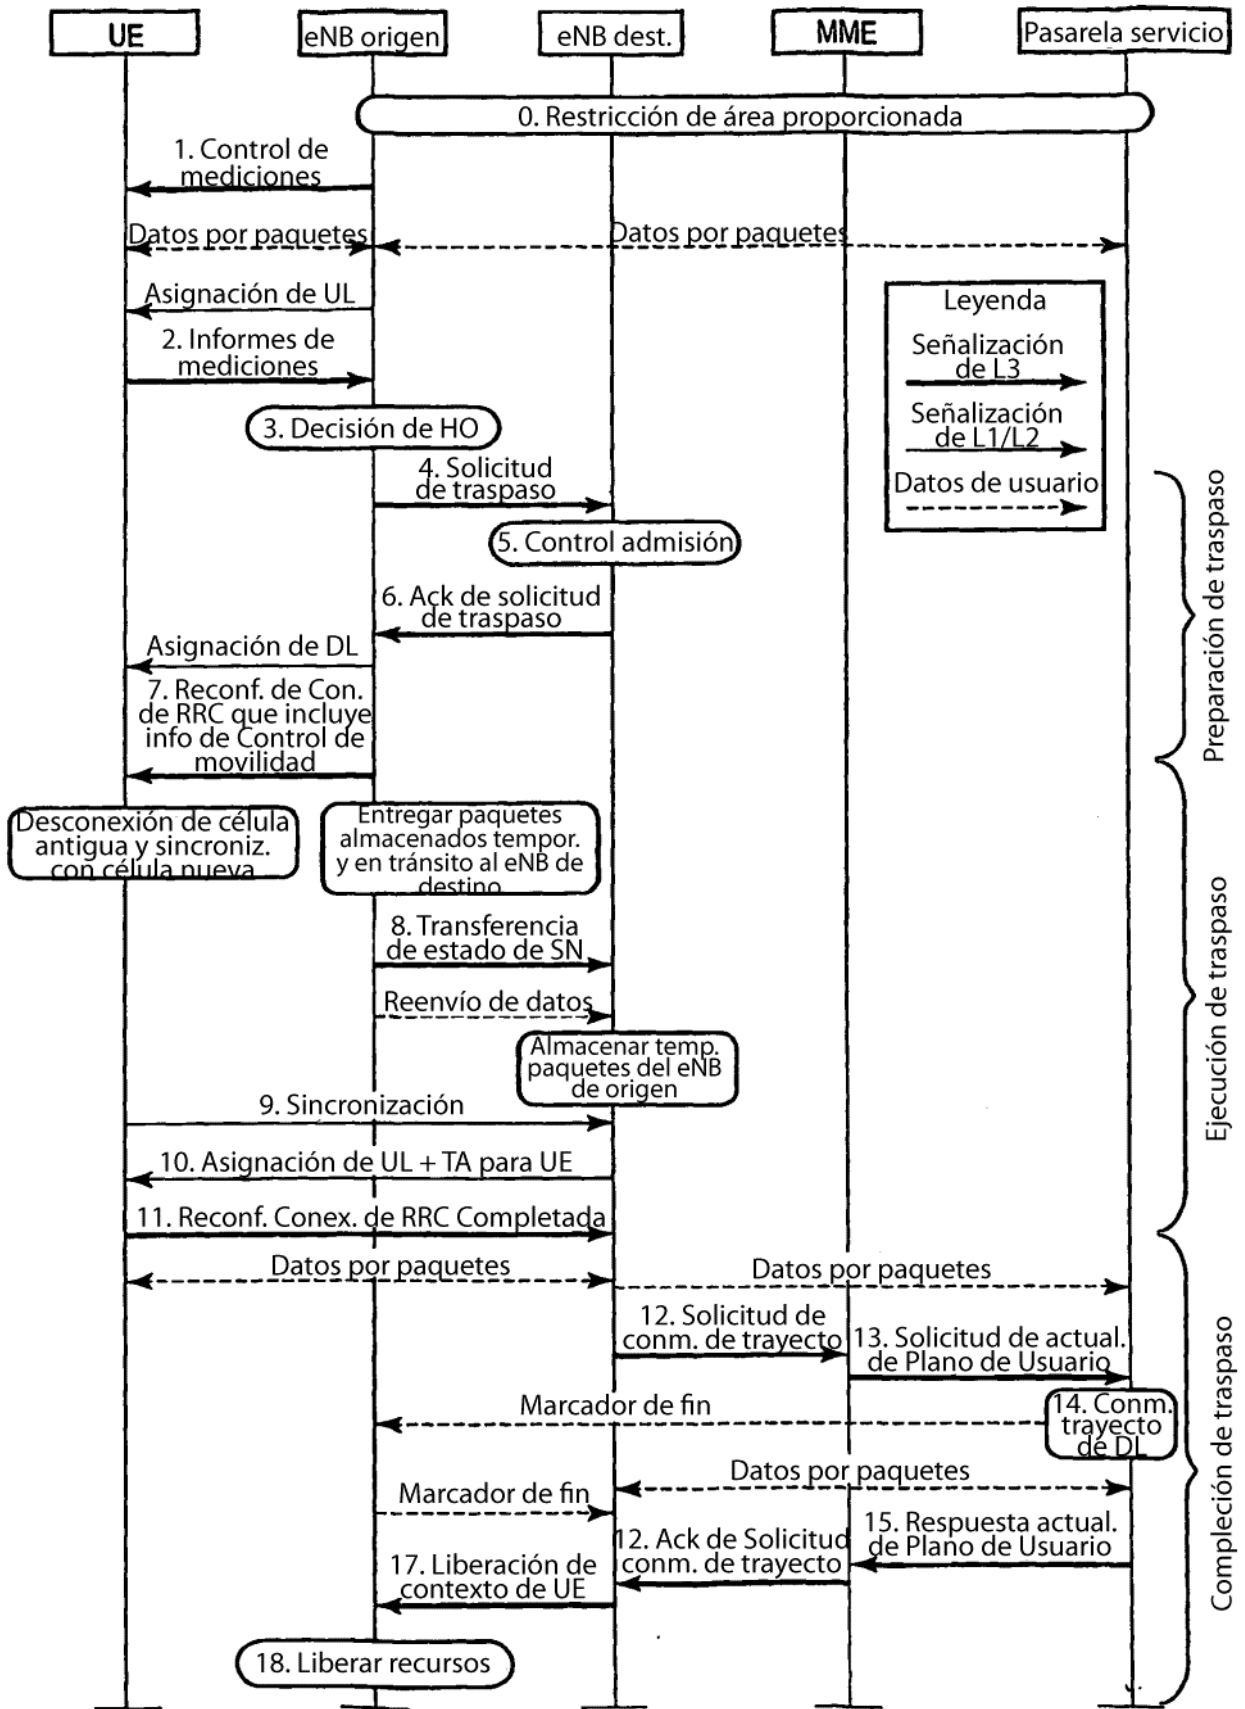 UE
eNB origen
eNB dest.
MME
Pasarela servicio
0. Restricción de área proporcionada
1. Control de
mediciones
Datos por paquetes
Datos por paquetes
Asignación de UL
2. Informes de
mediciones
Leyenda
Señalización
de L3
Señalización
de L1/L2
Datos de usuario
3. Decisión de HO
4. Solicitud
de traspaso
5. Control admisión
6. Ack de solicitud
de traspaso
Asignación de DL
7. Reconf. de Con.
de RRC que incluye
info de Control de
movilidad
Preparación de traspaso
Desconexión de célula
antigua y sincroniz.
con célula nueva
Entregar paquetes
almacenados tempor.
y en tránsito al eNB de
destino
8. Transferencia
de estado de SN
Reenvío de datos
Almacenar temp.
paquetes del eNB
de origen
9. Sincronización
10. Asignación de UL + TA para UE
11. Reconf. Conex. de RRC Completada
Ejecución de traspaso
Datos por paquetes
Datos por paquetes
12. Solicitud de
conm. de trayecto
13. Solicitud de actual.
de Plano de Usuario
Marcador de fin
14. Conm.
trayecto
de DL
Datos por paquetes
Marcador de fin
15. Respuesta actual.
de Plano de Usuario
12. Ack de Solicitud
conm. de trayecto
17. Liberación de
contexto de UE
18. Liberar recursos
Compleción de traspaso